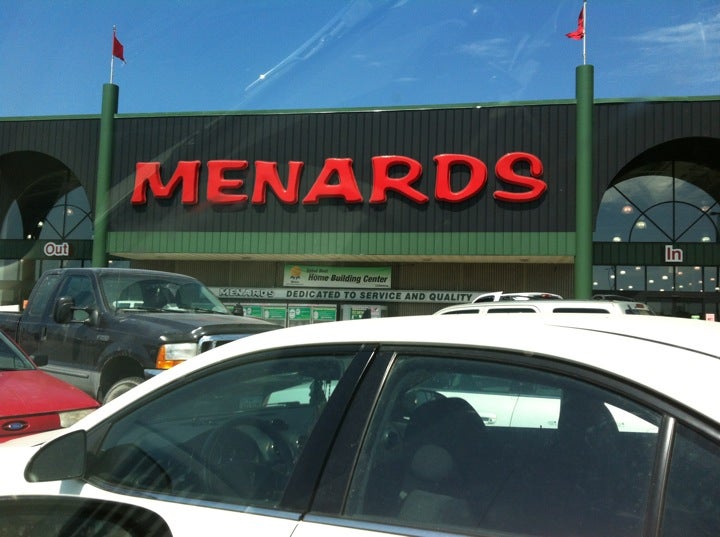 MENARDS
Out
In
Home Building Center
MENARDS DEDICATED TO SERVICE AND QUALITY